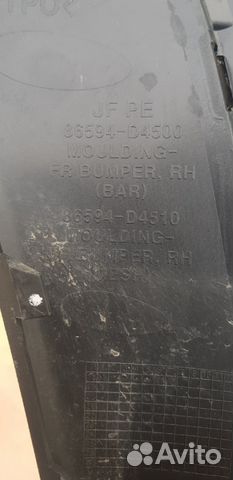 JF PE
86594-D4500
MOULDING-
FR BUMPER, RH
(BAR)
86594-D4510
MOULDING-
BUMPER, RH
Avito